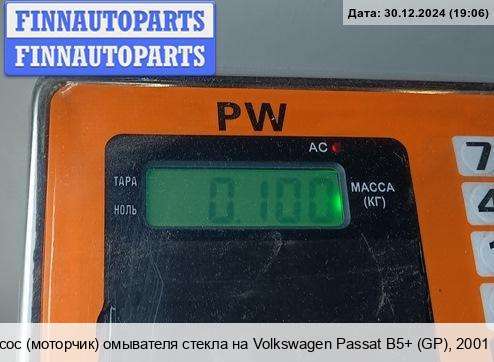 FINNAUTOPARTS
FINNAUTOPARTS
Дата: 30.12.2024 (19:06)
PW
AC
ТАРА
НОЛЬ
0.100
МАССА
(КГ)
7
4
1
сос (моторчик) омывателя стекла на Volkswagen Passat B5+ (GP), 2001